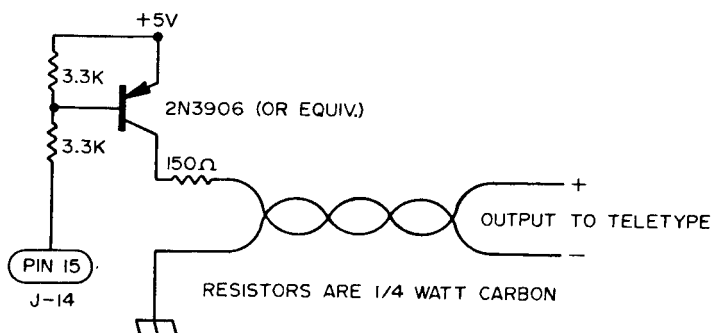 +5V
3.3K
2N3906 (OR EQUIV.)
3.3K
150Ω
+
OUTPUT TO TELETYPE
−
PIN 15
J-14
RESISTORS ARE 1/4 WATT CARBON